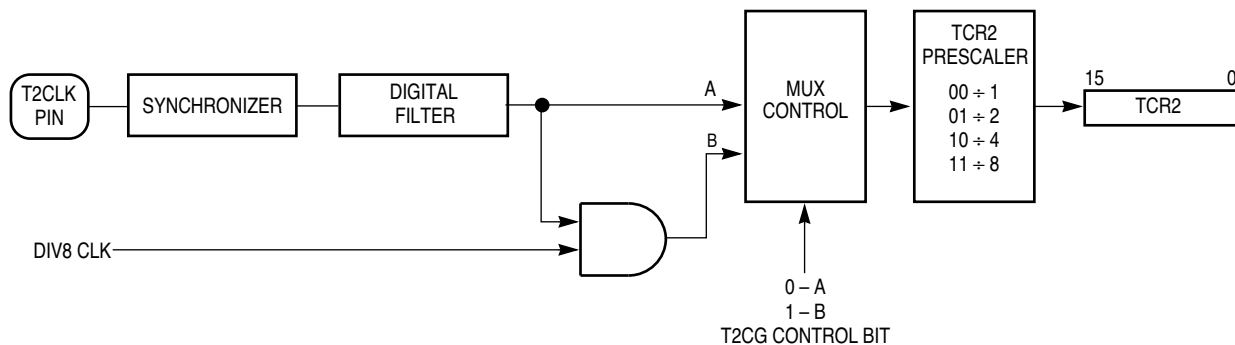 T2CLK
PIN
SYNCHRONIZER
DIGITAL
FILTER
A
B
DIV8 CLK
MUX
CONTROL
0 – A
1 – B
T2CG CONTROL BIT
TCR2
PRESCALER
00 ÷ 1
01 ÷ 2
10 ÷ 4
11 ÷ 8
15 0
TCR2